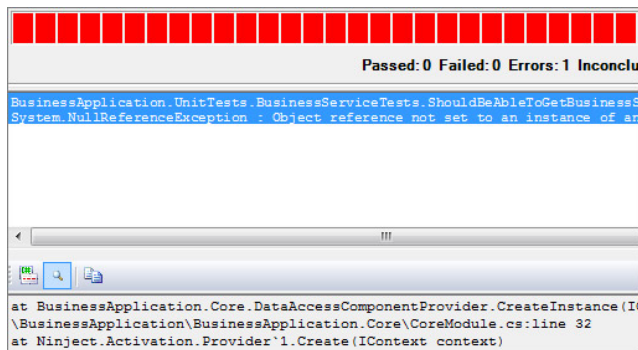 Passed: 0 Failed: 0 Errors: 1 Inconclu
BusinessApplication.UnitTests.BusinessServiceTests.ShouldBeAbleToGetBusinessS
System.NullReferenceException : Object reference not set to an instance of an
at BusinessApplication.Core.DataAccessComponentProvider.CreateInstance(IC
\BusinessApplication\BusinessApplication.Core\CoreModule.cs:line 32
at Ninject.Activation.Provider`1.Create(IContext context)